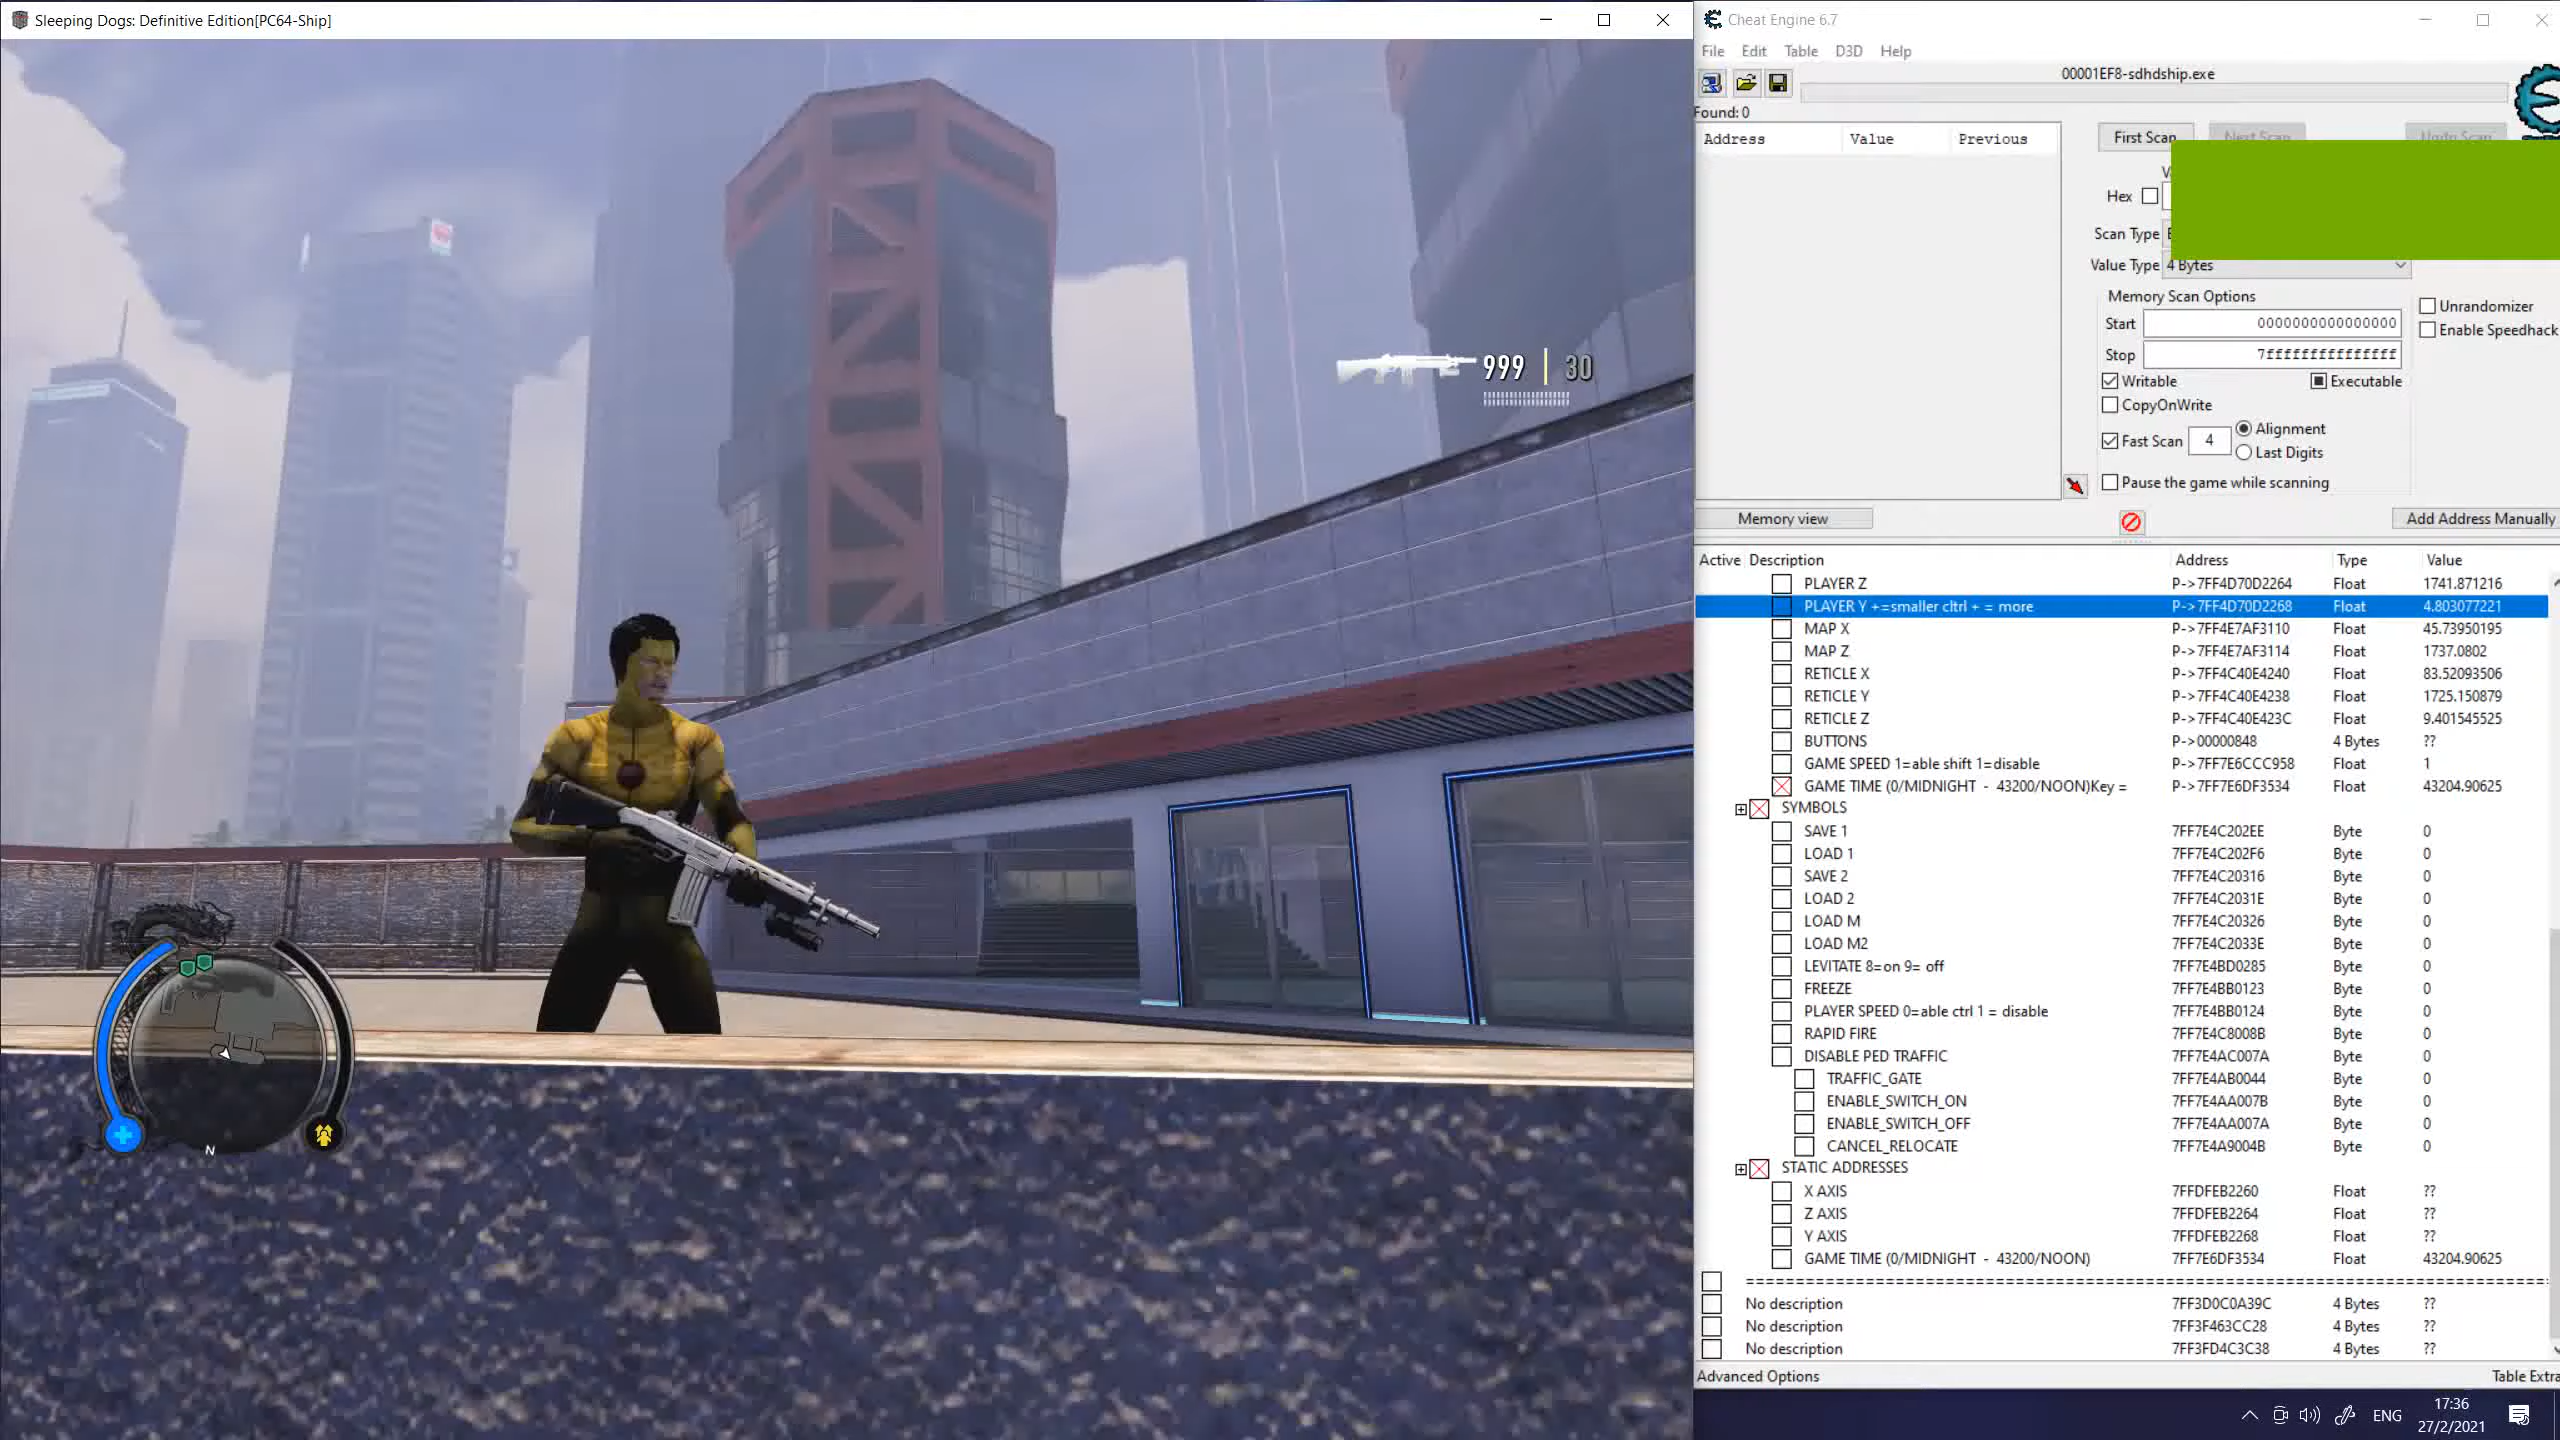 Sleeping Dogs: Definitive Edition[PC64-Ship]
999 | 30
N
Cheat Engine 6.7
File Edit Table D3D Help
00001EF8-sdhdship.exe
Found: 0
Address Value Previous
First Scan Next Scan Undo Scan
Hex
Scan Type
Value Type 4 Bytes
Memory Scan Options
Unrandomizer
Start 0000000000000000
Enable Speedhack
Stop 7fffffffffffffff
Writable Executable
CopyOnWrite
Fast Scan 4 Alignment
Last Digits
Pause the game while scanning
Memory view
Add Address Manually
Active Description Address Type Value
PLAYER Z P->7FF4D70D2264 Float 1741.871216
PLAYER Y +=smaller cltrl + = more P->7FF4D70D2268 Float 4.803077221
MAP X P->7FF4E7AF3110 Float 45.73950195
MAP Z P->7FF4E7AF3114 Float 1737.0802
RETICLE X P->7FF4C40E4240 Float 83.52093506
RETICLE Y P->7FF4C40E4238 Float 1725.150879
RETICLE Z P->7FF4C40E423C Float 9.401545525
BUTTONS P->00000848 4 Bytes ??
GAME SPEED 1=able shift 1=disable P->7FF7E6CCC958 Float 1
GAME TIME (0/MIDNIGHT - 43200/NOON)Key = P->7FF7E6DF3534 Float 43204.90625
SYMBOLS
SAVE 1 7FF7E4C202EE Byte 0
LOAD 1 7FF7E4C202F6 Byte 0
SAVE 2 7FF7E4C20316 Byte 0
LOAD 2 7FF7E4C2031E Byte 0
LOAD M 7FF7E4C20326 Byte 0
LOAD M2 7FF7E4C2033E Byte 0
LEVITATE 8=on 9= off 7FF7E4BD0285 Byte 0
FREEZE 7FF7E4BB0123 Byte 0
PLAYER SPEED 0=able ctrl 1 = disable 7FF7E4BB0124 Byte 0
RAPID FIRE 7FF7E4C8008B Byte 0
DISABLE PED TRAFFIC 7FF7E4AC007A Byte 0
TRAFFIC_GATE 7FF7E4AB0044 Byte 0
ENABLE_SWITCH_ON 7FF7E4AA007B Byte 0
ENABLE_SWITCH_OFF 7FF7E4AA007A Byte 0
CANCEL_RELOCATE 7FF7E4A9004B Byte 0
STATIC ADDRESSES
X AXIS 7FFDFEB2260 Float ??
Z AXIS 7FFDFEB2264 Float ??
Y AXIS 7FFDFEB2268 Float ??
GAME TIME (0/MIDNIGHT - 43200/NOON) 7FF7E6DF3534 Float 43204.90625
No description 7FF3D0C0A39C 4 Bytes ??
No description 7FF3F463CC28 4 Bytes ??
No description 7FF3FD4C3C38 4 Bytes ??
Advanced Options Table Extra
ENG 17:36
27/2/2021